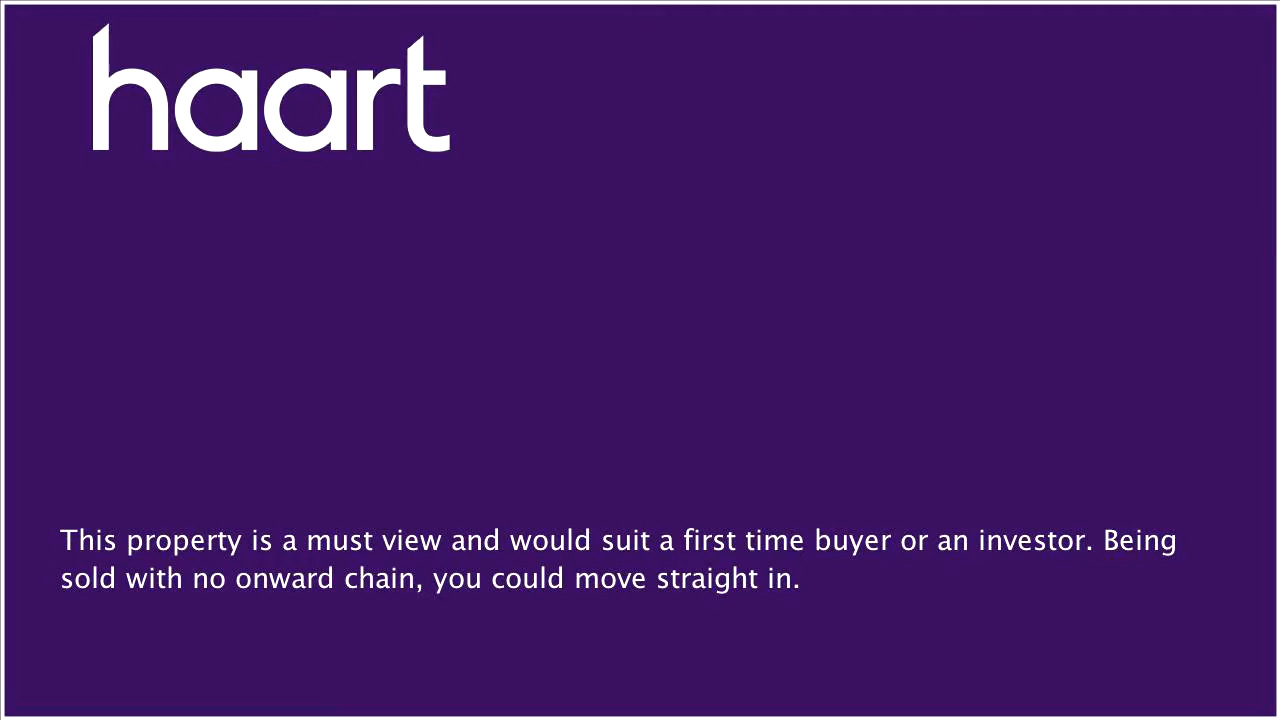 haart
This property is a must view and would suit a first time buyer or an investor. Being
sold with no onward chain, you could move straight in.